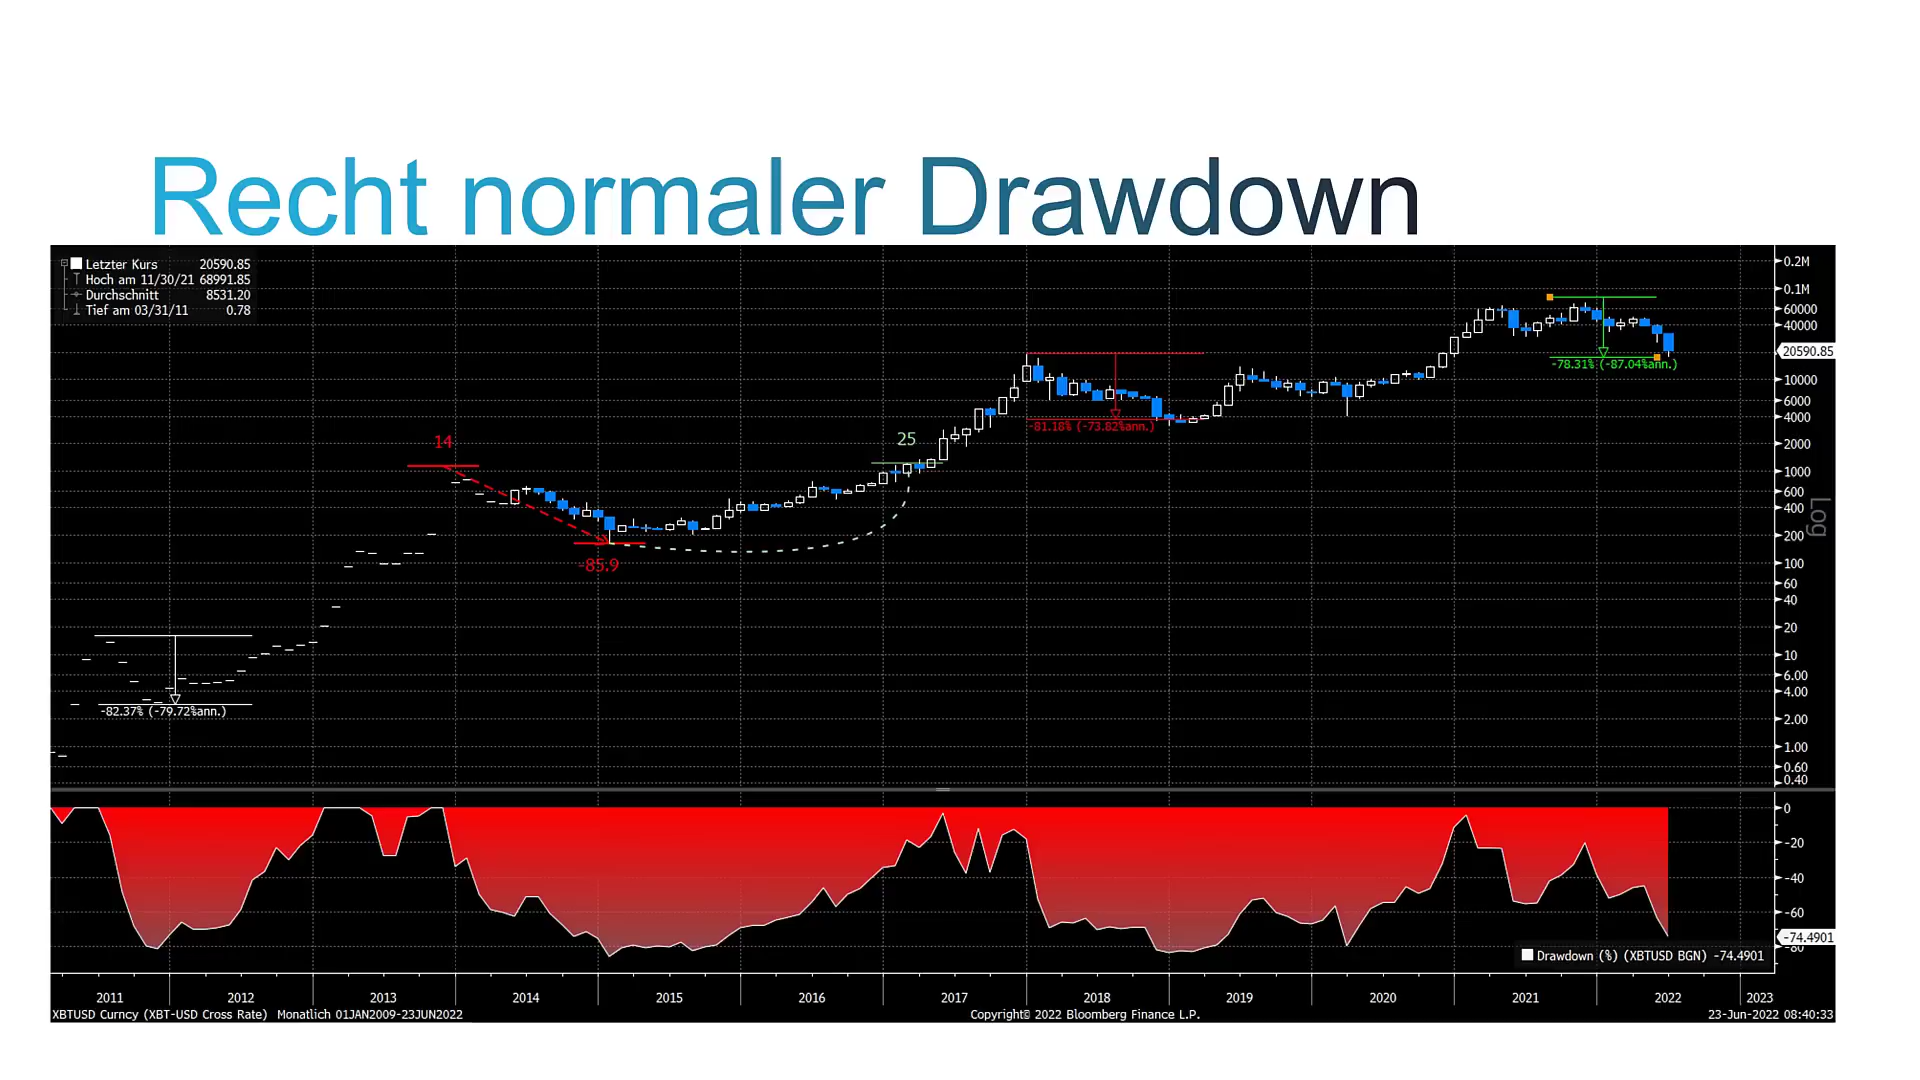 Recht normaler Drawdown
Letzter Kurs 20590.85
Hoch am 11/30/21 68991.85
Durchschnitt 8531.20
Tief am 03/31/11 0.78
0.2M
0.1M
60000
40000
20590.85
10000
6000
4000
2000
1000
600
400
200
100
60
40
20
10
6.00
4.00
2.00
1.00
0.60
0.40
Log
-78.31% (-87.04%ann.)
-81.18% (-73.82%ann.)
14
25
-85.9
-82.37% (-79.72%ann.)
0
-20
-40
-60
-74.4901
-80
Drawdown (%) (XBTUSD BGN) -74.4901
2011 2012 2013 2014 2015 2016 2017 2018 2019 2020 2021 2022 2023
XBTUSD Curncy (XBT-USD Cross Rate) Monatlich 01JAN2009-23JUN2022 Copyright© 2022 Bloomberg Finance L.P. 23-Jun-2022 08:40:33